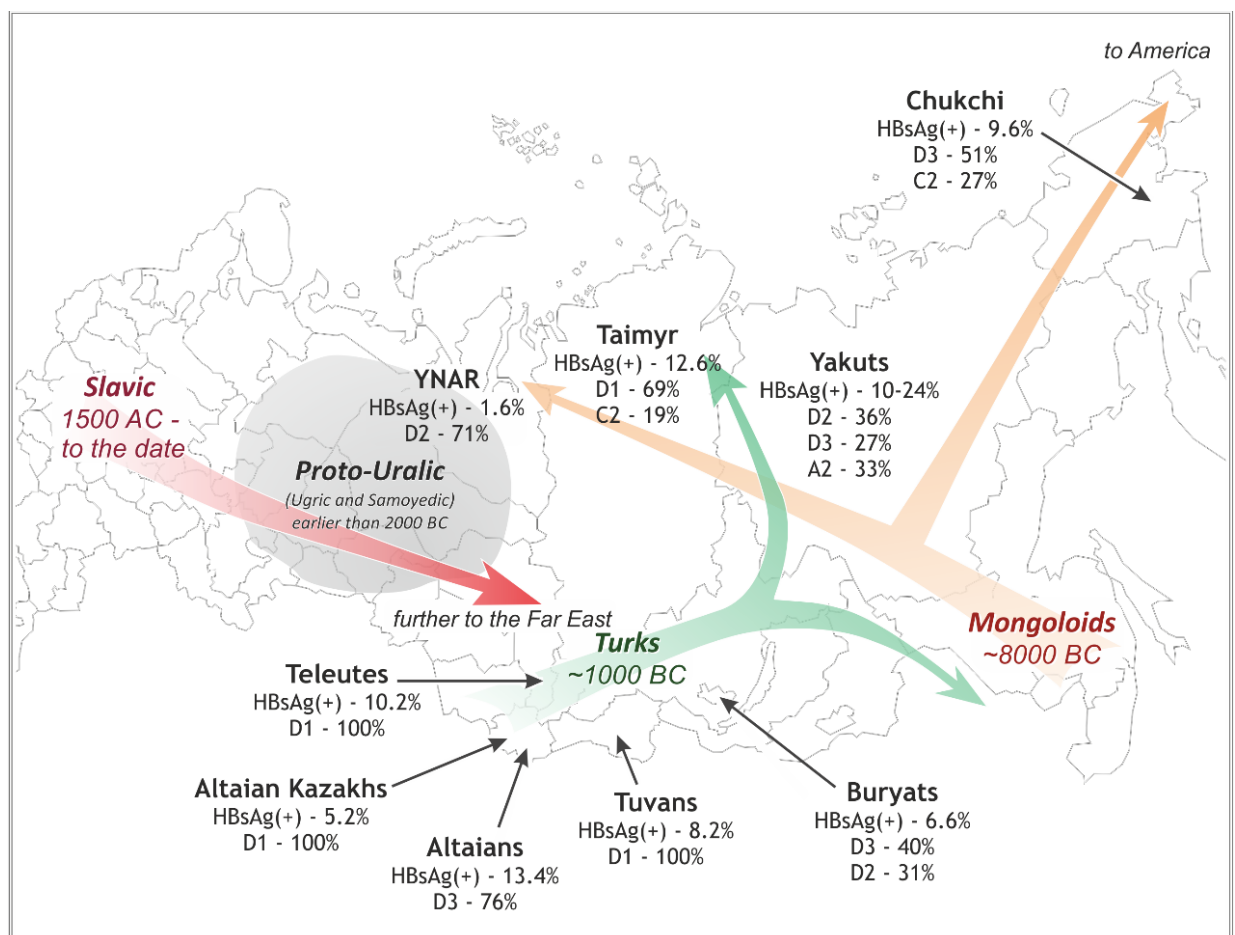 to America
Chukchi
HBsAg(+) - 9.6%
D3 - 51%
C2 - 27%
Taimyr
HBsAg(+) - 12.6%
D1 - 69%
C2 - 19%
Yakuts
HBsAg(+) - 10-24%
D2 - 36%
D3 - 27%
A2 - 33%
YNAR
HBsAg(+) - 1.6%
D2 - 71%
Slavic
1500 AC -
to the date
Proto-Uralic
(Ugric and Samoyedic)
earlier than 2000 BC
further to the Far East
Turks
~1000 BC
Mongoloids
~8000 BC
Teleutes
HBsAg(+) - 10.2%
D1 - 100%
Altaian Kazakhs
HBsAg(+) - 5.2%
D1 - 100%
Altaians
HBsAg(+) - 13.4%
D3 - 76%
Tuvans
HBsAg(+) - 8.2%
D1 - 100%
Buryats
HBsAg(+) - 6.6%
D3 - 40%
D2 - 31%